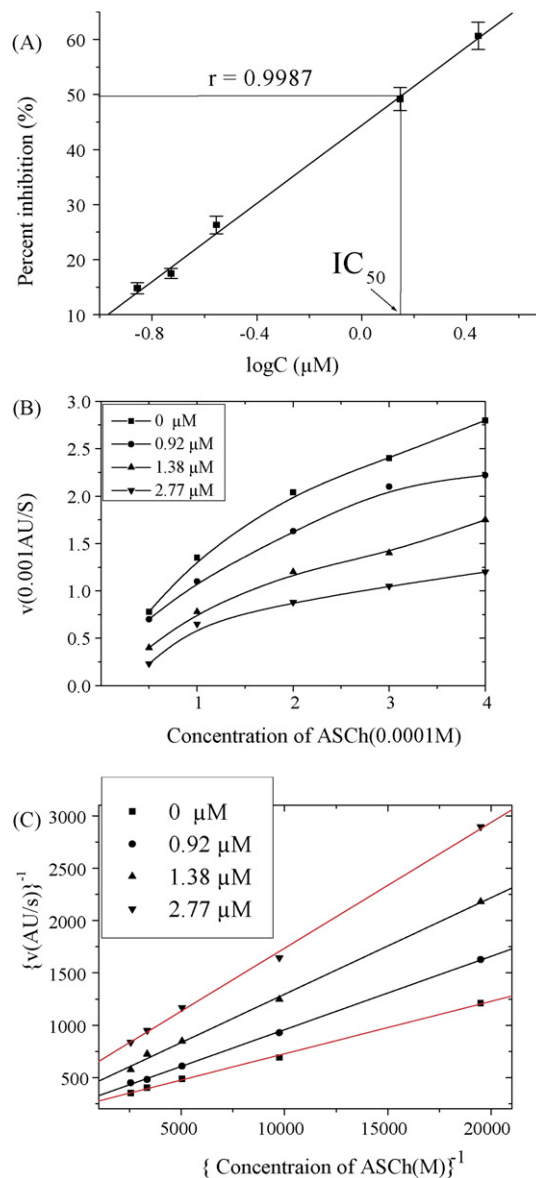 (A)
60
50
40
30
20
10
r = 0.9987
IC50
-0.8
-0.4
0.0
0.4
Percent inhibition (%)
logC (µM)
(B)
3.0
2.5
2.0
1.5
1.0
0.5
0.0
0 µM
0.92 µM
1.38 µM
2.77 µM
1
2
3
4
v(0.001AU/S)
Concentration of ASCh(0.0001M)
(C)
3000
2500
2000
1500
1000
500
0 µM
0.92 µM
1.38 µM
2.77 µM
5000
10000
15000
20000
{v(AU/s)}-1
{ Concentraion of ASCh(M)}-1